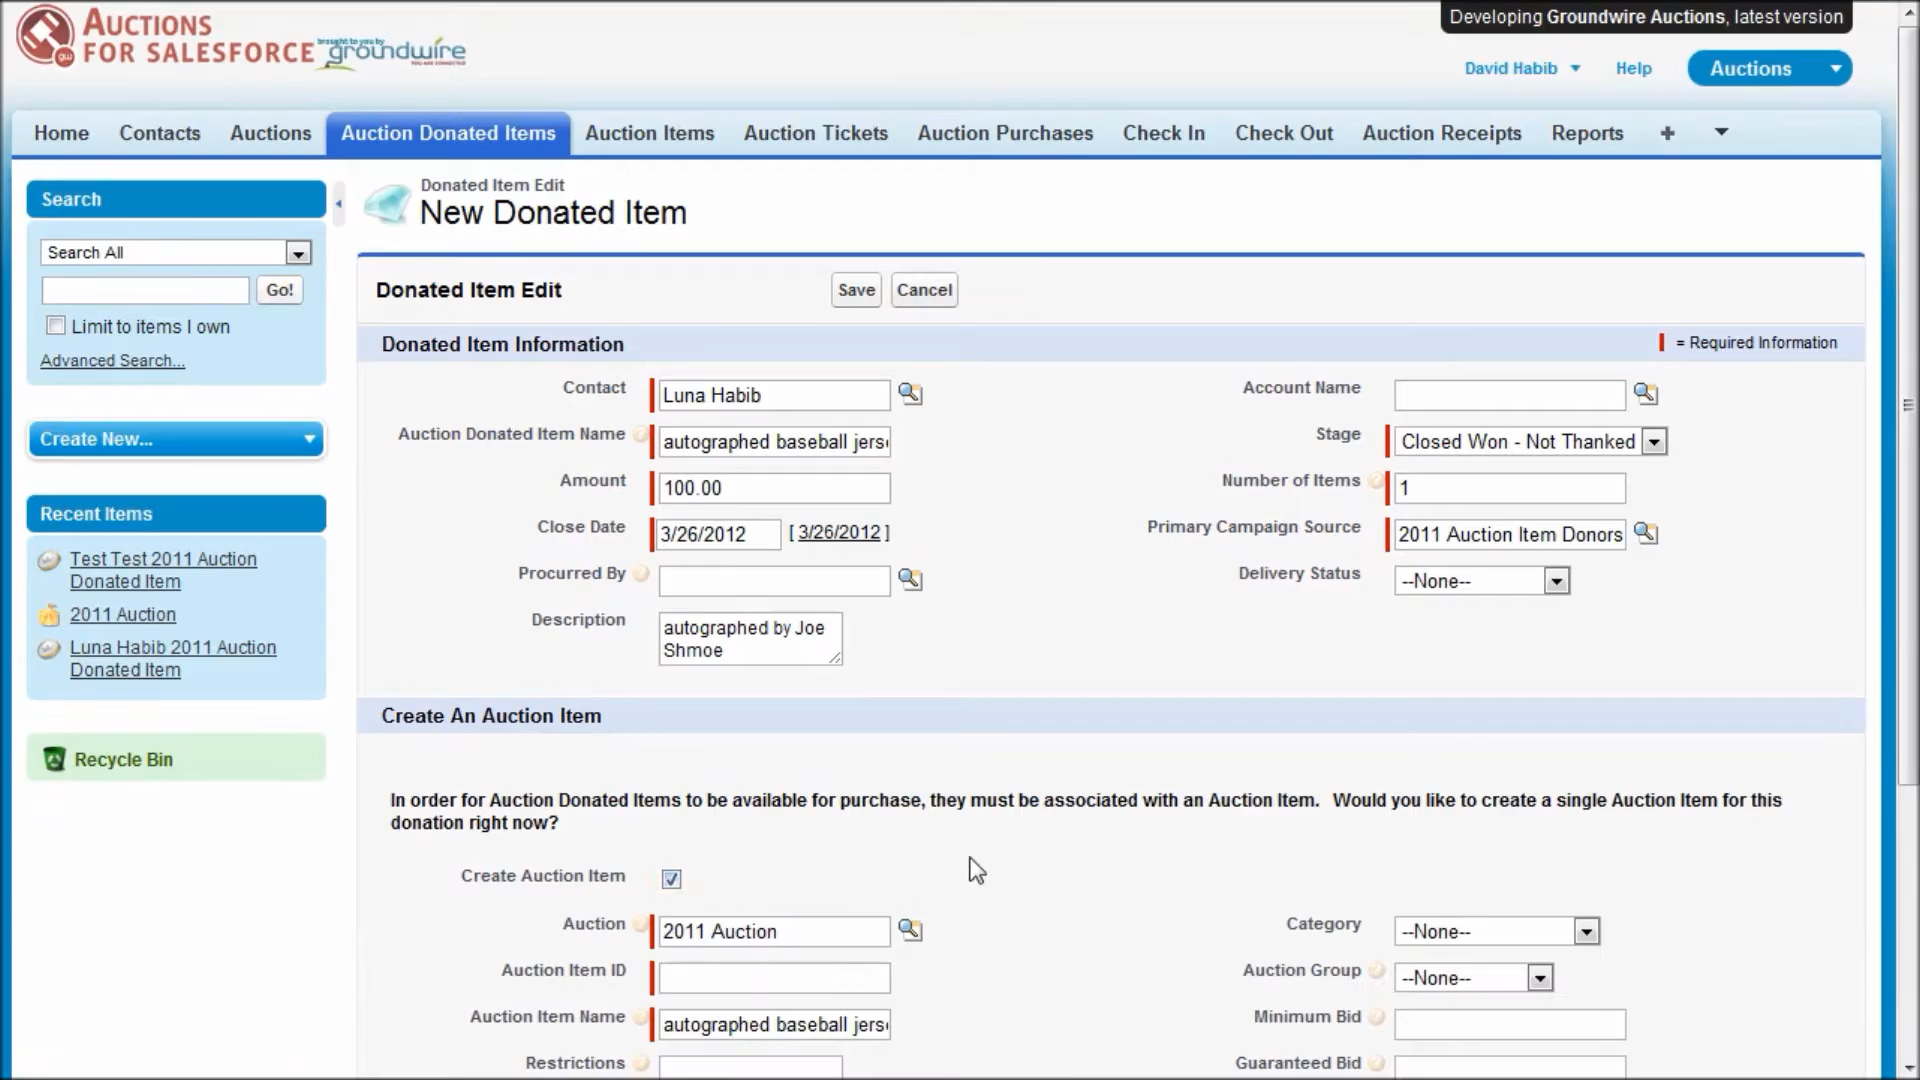 Developing Groundwire Auctions, latest version
AUCTIONS
FOR SALESFORCE
brought to you by
groundwire
YOU ARE CONNECTED
David Habib
Help
Auctions
Home
Contacts
Auctions
Auction Donated Items
Auction Items
Auction Tickets
Auction Purchases
Check In
Check Out
Auction Receipts
Reports
+
Search
Search All
Go!
Limit to items I own
Advanced Search...
Create New...
Recent Items
Test Test 2011 Auction
Donated Item
2011 Auction
Luna Habib 2011 Auction
Donated Item
Recycle Bin
Donated Item Edit
New Donated Item
Donated Item Edit
Save
Cancel
Donated Item Information
= Required Information
Contact
Luna Habib
Account Name
Auction Donated Item Name
autographed baseball jers
Stage
Closed Won - Not Thanked
Amount
100.00
Number of Items
1
Close Date
3/26/2012
[ 3/26/2012 ]
Primary Campaign Source
2011 Auction Item Donors
Procurred By
Delivery Status
--None--
Description
autographed by Joe
Shmoe
Create An Auction Item
In order for Auction Donated Items to be available for purchase, they must be associated with an Auction Item. Would you like to create a single Auction Item for this
donation right now?
Create Auction Item
Auction
2011 Auction
Category
--None--
Auction Item ID
Auction Group
--None--
Auction Item Name
autographed baseball jers
Minimum Bid
Restrictions
Guaranteed Bid